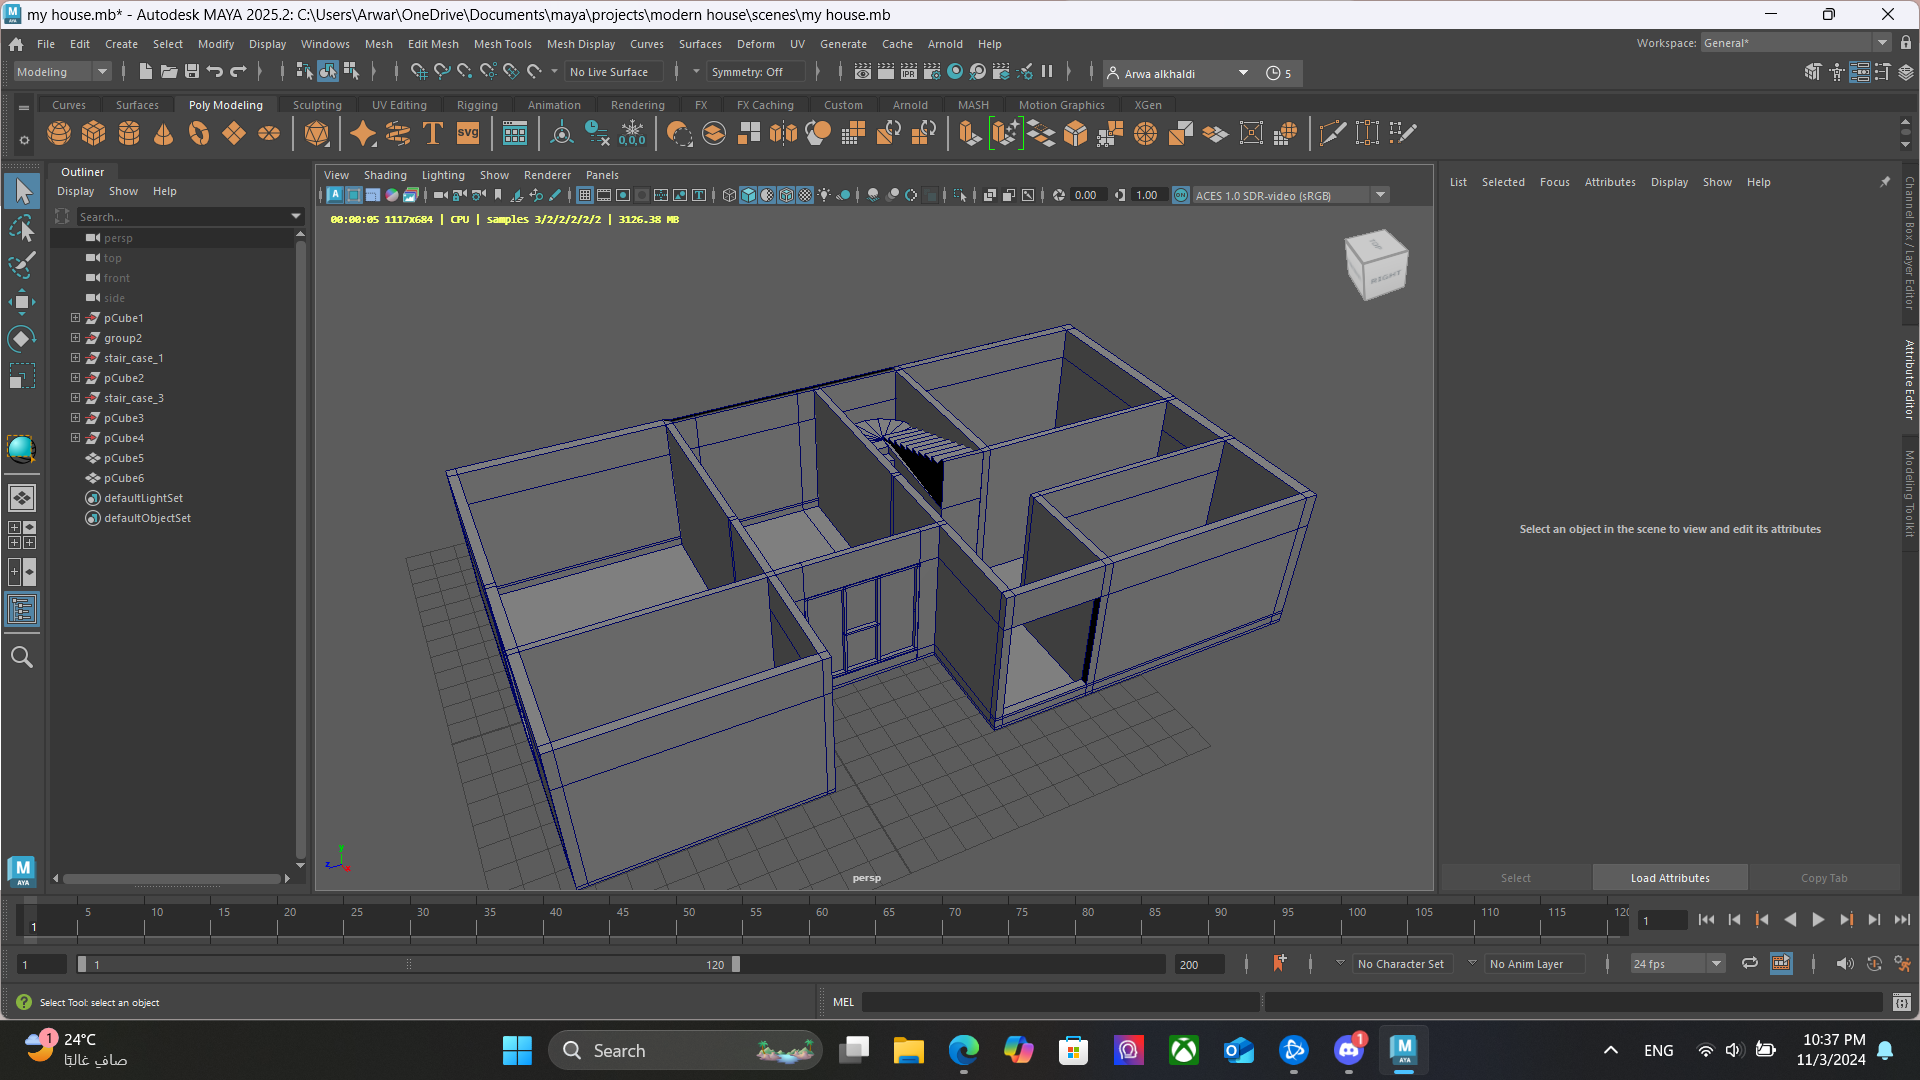 my house.mb* - Autodesk MAYA 2025.2: C:\Users\Arwar\OneDrive\Documents\maya\projects\modern house\scenes\my house.mb
File Edit Create Select Modify Display Windows Mesh Edit Mesh Mesh Tools Mesh Display Curves Surfaces Deform UV Generate Cache Arnold Help
Workspace: General*
Modeling
No Live Surface
Symmetry: Off
IPR
Arwa alkhaldi
5
Curves Surfaces Poly Modeling Sculpting UV Editing Rigging Animation Rendering FX FX Caching Custom Arnold MASH Motion Graphics XGen
T
SVG
0,0,0
Outliner
Display Show Help
Search...
persp
top
front
side
pCube1
group2
stair_case_1
pCube2
stair_case_3
pCube3
pCube4
pCube5
pCube6
defaultLightSet
defaultObjectSet
View Shading Lighting Show Renderer Panels
0.00
1.00
ACES 1.0 SDR-video (sRGB)
00:00:05 1117x684 | CPU | samples 3/2/2/2/2/2 | 3126.38 MB
TOP
RIGHT
y
z
x
persp
List Selected Focus Attributes Display Show Help
Select an object in the scene to view and edit its attributes
Select
Load Attributes
Copy Tab
Channel Box / Layer Editor
Attribute Editor
Modeling Toolkit
M
AYA
1
5 10 15 20 25 30 35 40 45 50 55 60 65 70 75 80 85 90 95 100 105 110 115 120
1
1
1
120
200
No Character Set
No Anim Layer
24 fps
Select Tool: select an object
MEL
1
24°C
صاف غالبًا
Search
1
M
AYA
ENG
10:37 PM
11/3/2024